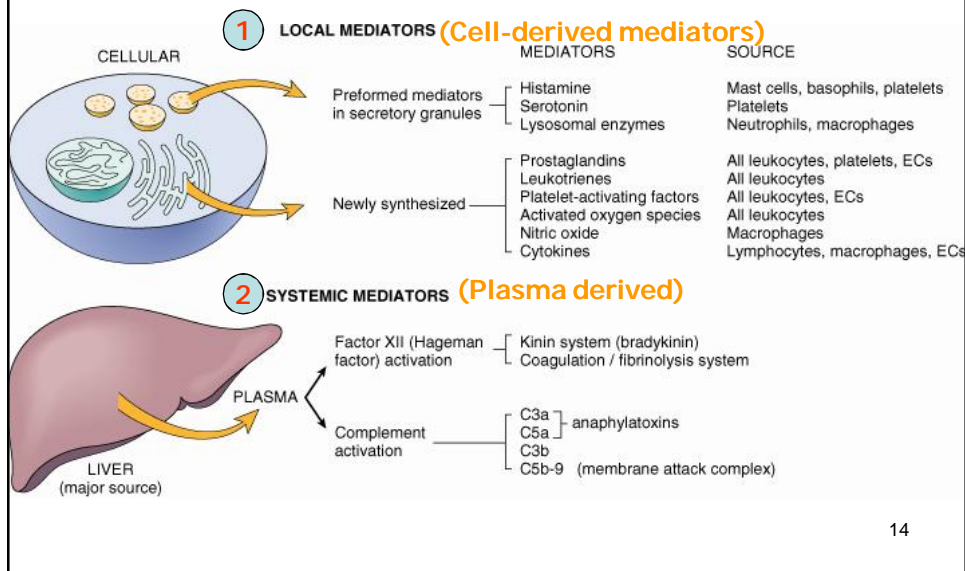 1 LOCAL MEDIATORS (Cell-derived mediators)
CELLULAR
MEDIATORS SOURCE
Preformed mediators
in secretory granules
Histamine Mast cells, basophils, platelets
Serotonin Platelets
Lysosomal enzymes Neutrophils, macrophages
Newly synthesized
Prostaglandins All leukocytes, platelets, ECs
Leukotrienes All leukocytes
Platelet-activating factors All leukocytes, ECs
Activated oxygen species All leukocytes
Nitric oxide Macrophages
Cytokines Lymphocytes, macrophages, ECs
2 SYSTEMIC MEDIATORS (Plasma derived)
LIVER
(major source)
PLASMA
Factor XII (Hageman
factor) activation
Kinin system (bradykinin)
Coagulation / fibrinolysis system
Complement
activation
C3a
C5a
anaphylatoxins
C3b
C5b-9 (membrane attack complex)
14